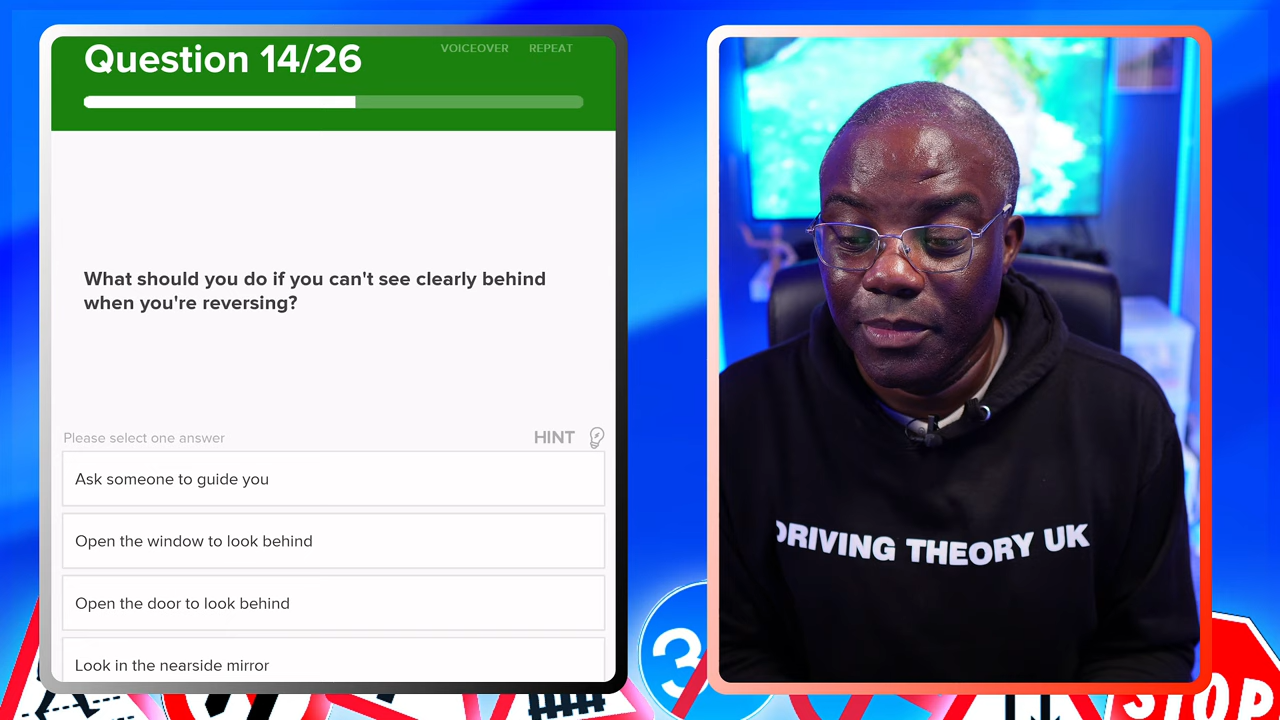 Question 14/26
VOICEOVER
REPEAT
What should you do if you can't see clearly behind
when you're reversing?
Please select one answer
HINT
Ask someone to guide you
Open the window to look behind
Open the door to look behind
Look in the nearside mirror
DRIVING THEORY UK
3
STOP